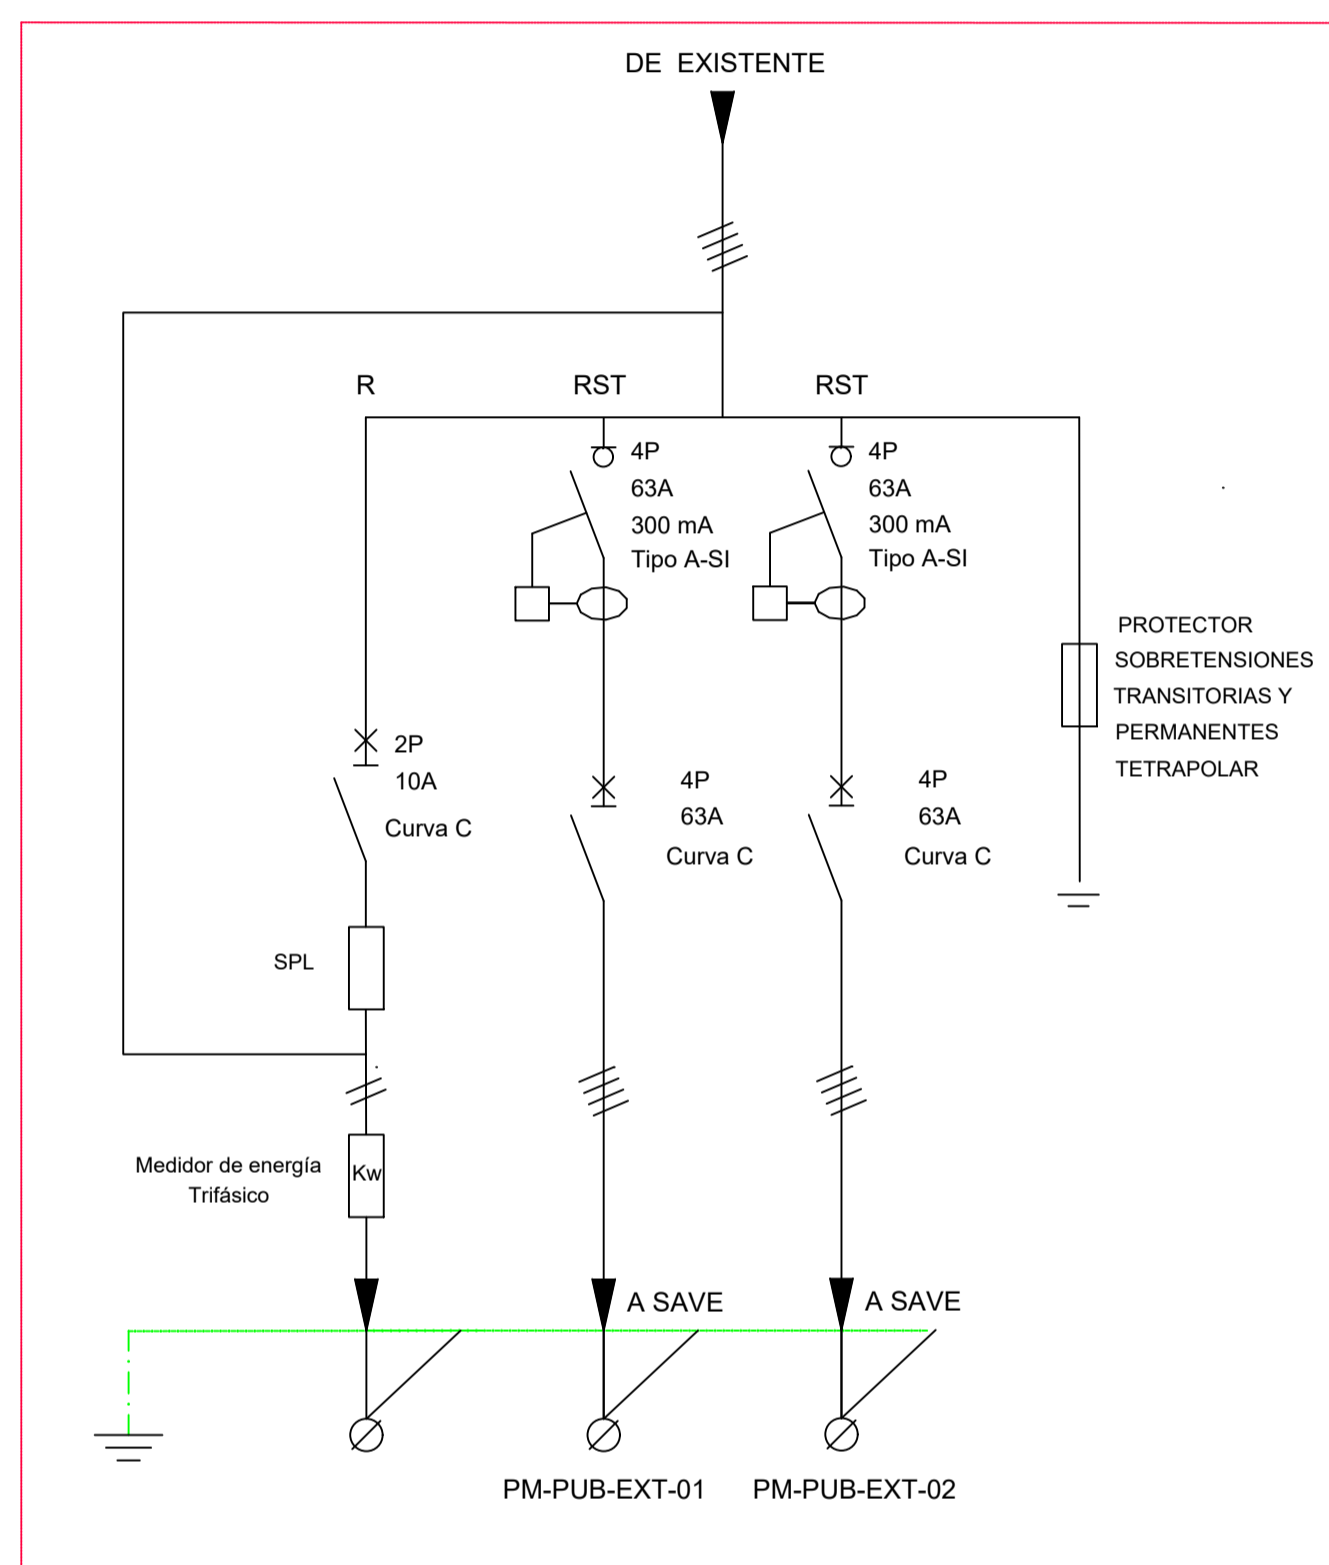 DE EXISTENTE
R
RST
RST
4P
63A
300 mA
Tipo A-SI
4P
63A
300 mA
Tipo A-SI
PROTECTOR
SOBRETENSIONES
TRANSITORIAS Y
PERMANENTES
TETRAPOLAR
2P
10A
Curva C
4P
63A
Curva C
4P
63A
Curva C
SPL
Medidor de energía
Trifásico
Kw
A SAVE
A SAVE
PM-PUB-EXT-01
PM-PUB-EXT-02